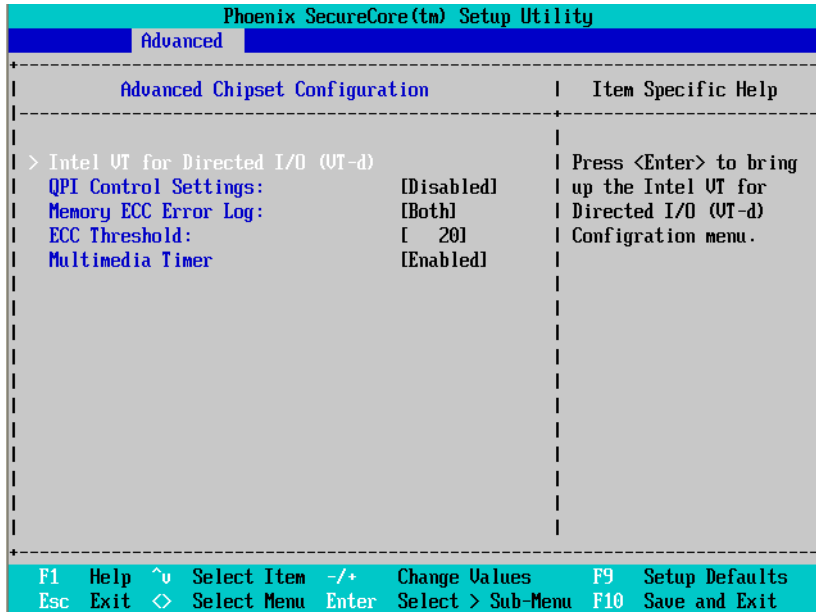 Phoenix SecureCore(tm) Setup Utility
Advanced
Advanced Chipset Configuration
Item Specific Help
> Intel VT for Directed I/O (VT-d)
QPI Control Settings: [Disabled]
Memory ECC Error Log: [Both]
ECC Threshold: [ 20]
Multimedia Timer [Enabled]
Press <Enter> to bring
up the Intel VT for
Directed I/O (VT-d)
Configration menu.
F1 Help ^v Select Item -/+ Change Values F9 Setup Defaults
Esc Exit <> Select Menu Enter Select > Sub-Menu F10 Save and Exit